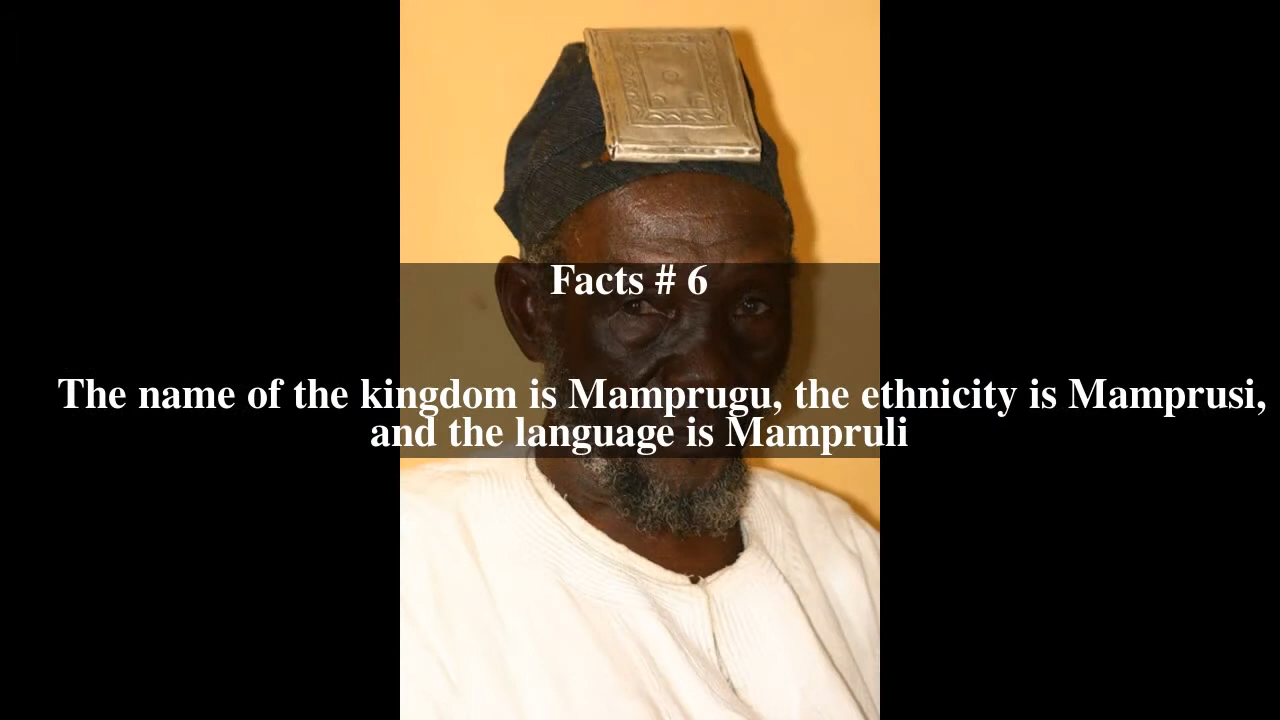 Facts # 6
The name of the kingdom is Mamprugu, the ethnicity is Mamprusi,
and the language is Mampruli